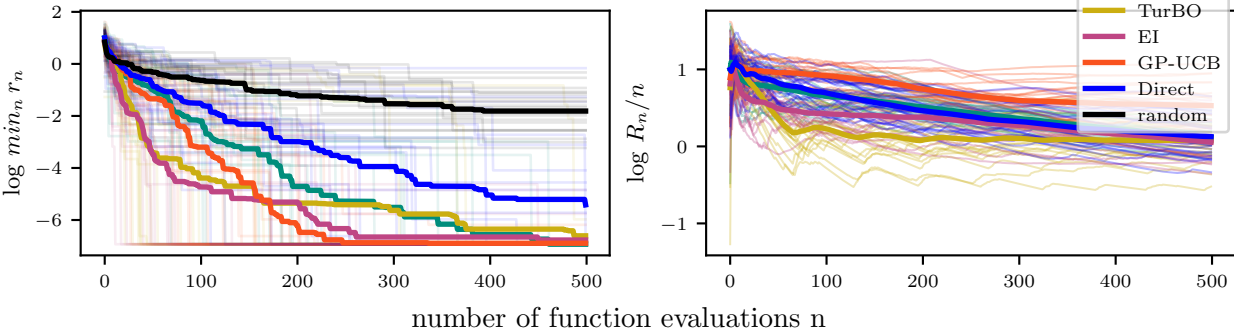 2
0
−2
−4
−6
log min_n r_n
0 100 200 300 400 500
1
0
−1
log R_n/n
0 100 200 300 400 500
TurBO
EI
GP-UCB
Direct
random
number of function evaluations n